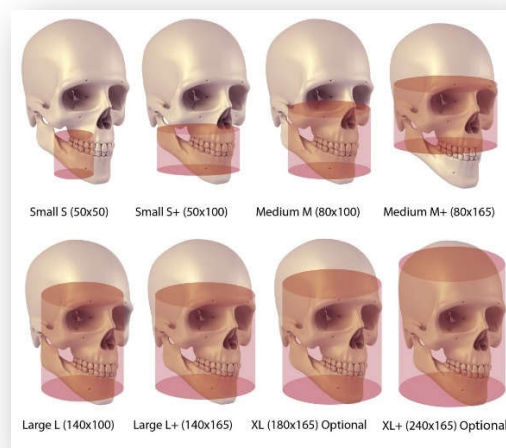 Small S (50x50)
Small S+ (50x100)
Medium M (80x100)
Medium M+ (80x165)
Large L (140x100)
Large L+ (140x165)
XL (180x165) Optional
XL+ (240x165) Optional